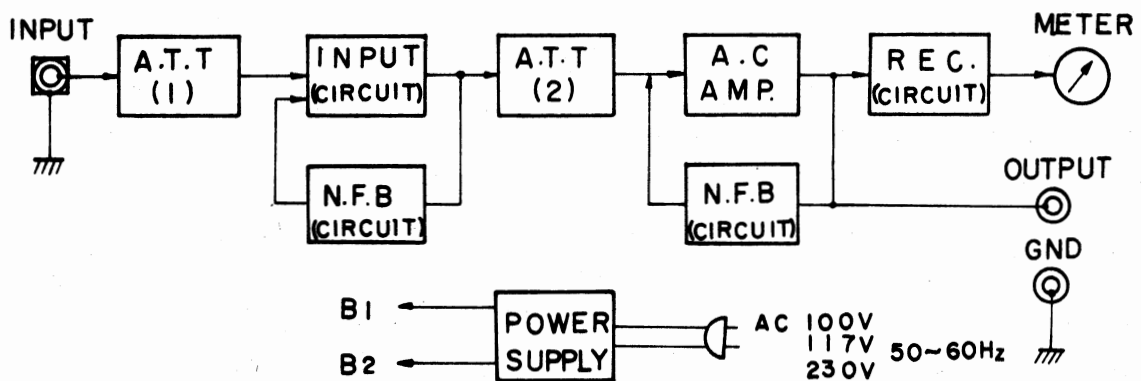 INPUT
A.T.T
(1)
INPUT
(CIRCUIT)
A.T.T
(2)
A.C
AMP.
REC.
(CIRCUIT)
METER
N.F.B
(CIRCUIT)
N.F.B
(CIRCUIT)
OUTPUT
GND
B1
B2
POWER
SUPPLY
AC 100V
117V
230V
50~60Hz